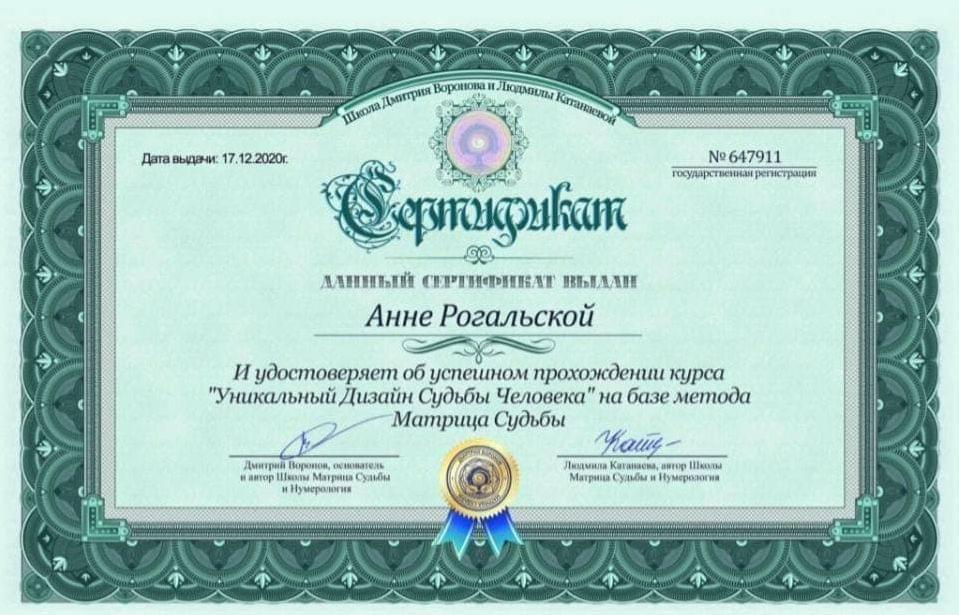 Школа Дмитрия Воронова и Людмилы Катанаевой
Дата выдачи: 17.12.2020г.
№ 647911
государственная регистрация
Сертификат
ДАННЫЙ СЕРТИФИКАТ ВЫДАН
Анне Рогальской
И удостоверяет об успешном прохождении курса
"Уникальный Дизайн Судьбы Человека" на базе метода
Матрица Судьбы
Дмитрий Воронов, основатель
и автор Школы Матрица Судьбы
и Нумерология
Людмила Катанаева, автор Школы
Матрица Судьбы и Нумерология